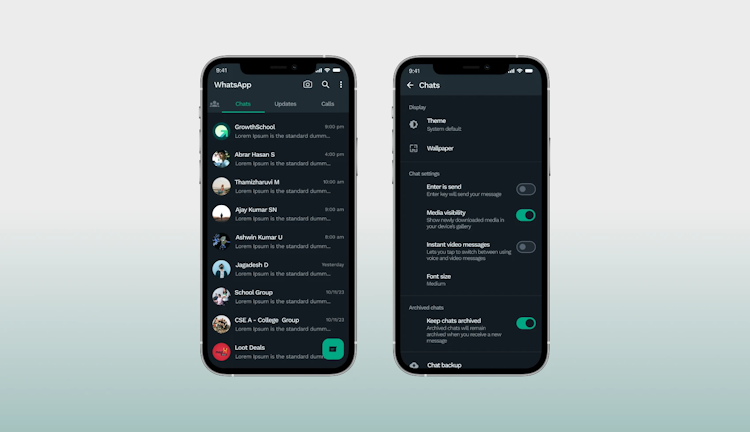 9:41
WhatsApp
Chats Updates Calls
GrowthSchool 9:00 pm
Lorem Ipsum is the standard dumm...
Abrar Hasan S 4:00 pm
Lorem Ipsum is the standard dumm...
Thamizharuvi M 10:00 am
Lorem Ipsum is the standard dumm...
Ajay Kumar SN 9:00 am
Lorem Ipsum is the standard dumm...
Ashwin Kumar U 8:00 am
Lorem Ipsum is the standard dumm...
Jagadesh D Yesterday
Lorem Ipsum is the standard dumm...
School Group 10/11/23
Lorem Ipsum is the standard dumm...
CSE A - College Group 10/11/23
Lorem Ipsum is the standard dumm...
Loot Deals
Lorem Ipsum is the standard dumm...
9:41
Chats
Display
Theme
System default
Wallpaper
Chat settings
Enter is send
Enter key will send your message
Media visibility
Show newly downloaded media in
your device's gallery
Instant video messages
Lets you tap to switch between using
voice and video messages
Font size
Medium
Archived chats
Keep chats archived
Archived chats will remain
archived when you receive a new
message
Chat backup